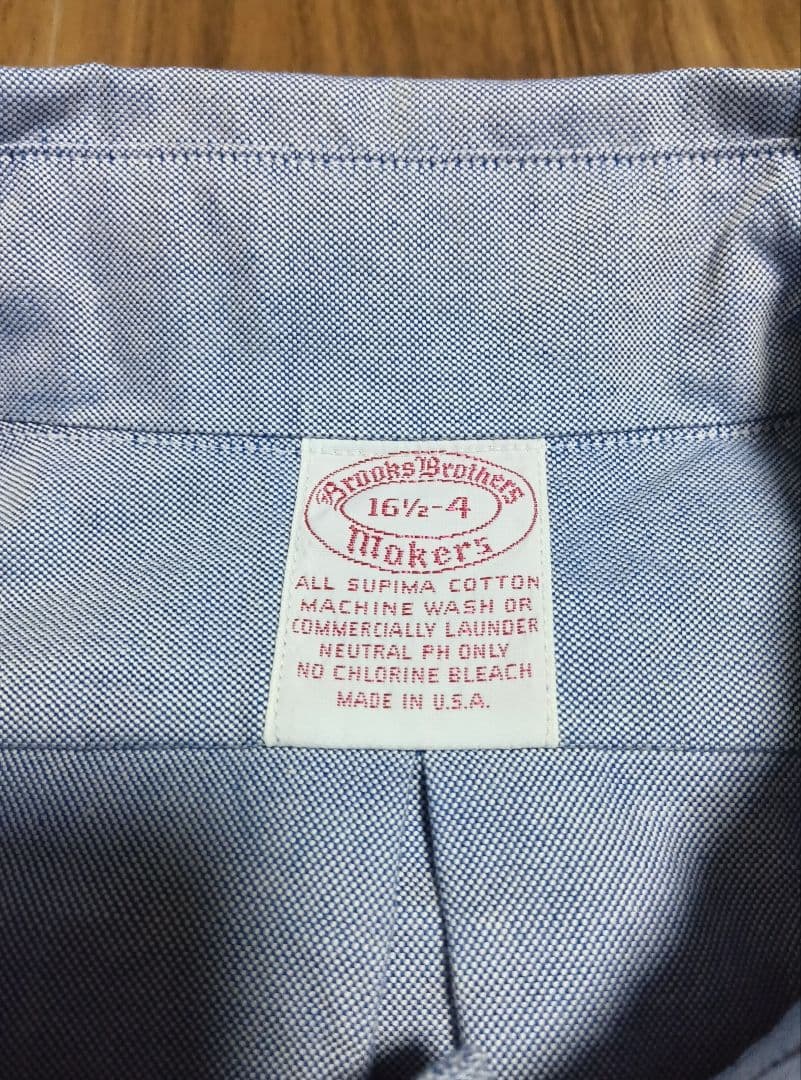 Brooks Brothers
16½-4
Makers
ALL SUPIMA COTTON
MACHINE WASH OR
COMMERCIALLY LAUNDER
NEUTRAL PH ONLY
NO CHLORINE BLEACH
MADE IN U.S.A.